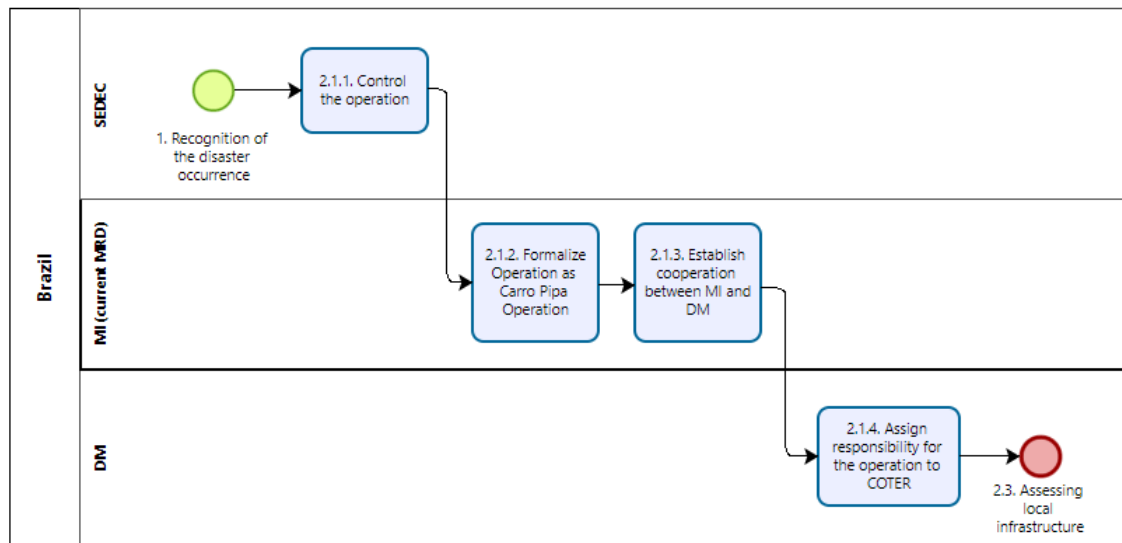 Brazil
SEDEC
1. Recognition of
the disaster
occurrence
2.1.1. Control
the operation
MI (current MRD)
2.1.2. Formalize
Operation as
Carro Pipa
Operation
2.1.3. Establish
cooperation
between MI and
DM
DM
2.1.4. Assign
responsibility for
the operation to
COTER
2.3. Assessing
local
infrastructure